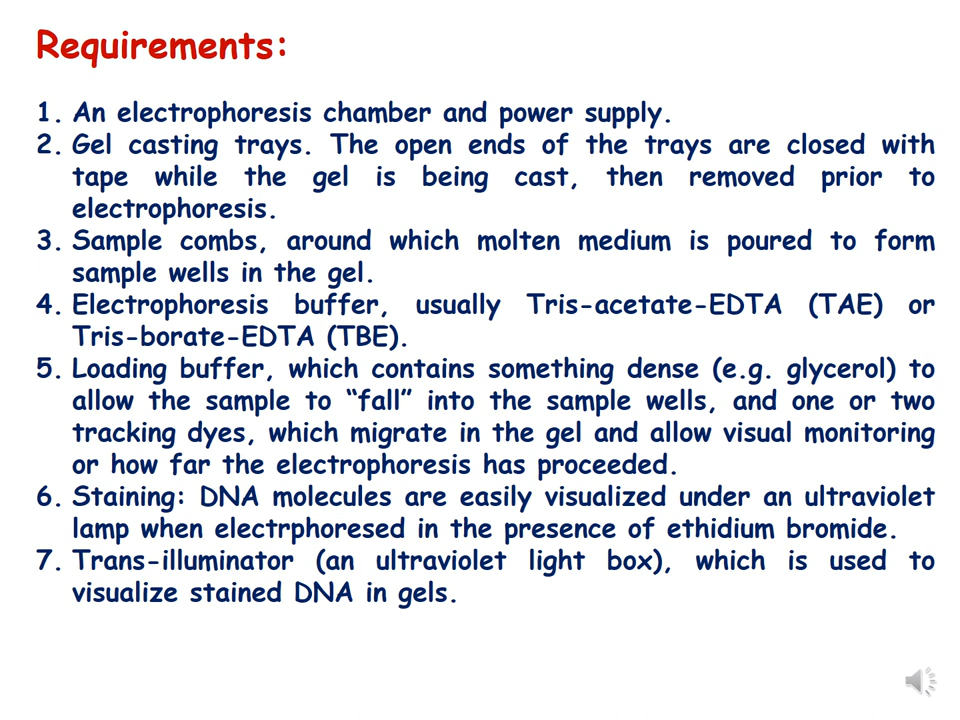 Requirements:
1. An electrophoresis chamber and power supply.
2. Gel casting trays. The open ends of the trays are closed with
tape while the gel is being cast, then removed prior to
electrophoresis.
3. Sample combs, around which molten medium is poured to form
sample wells in the gel.
4. Electrophoresis buffer, usually Tris-acetate-EDTA (TAE) or
Tris-borate-EDTA (TBE).
5. Loading buffer, which contains something dense (e.g. glycerol) to
allow the sample to “fall” into the sample wells, and one or two
tracking dyes, which migrate in the gel and allow visual monitoring
or how far the electrophoresis has proceeded.
6. Staining: DNA molecules are easily visualized under an ultraviolet
lamp when electrphoresed in the presence of ethidium bromide.
7. Trans-illuminator (an ultraviolet light box), which is used to
visualize stained DNA in gels.